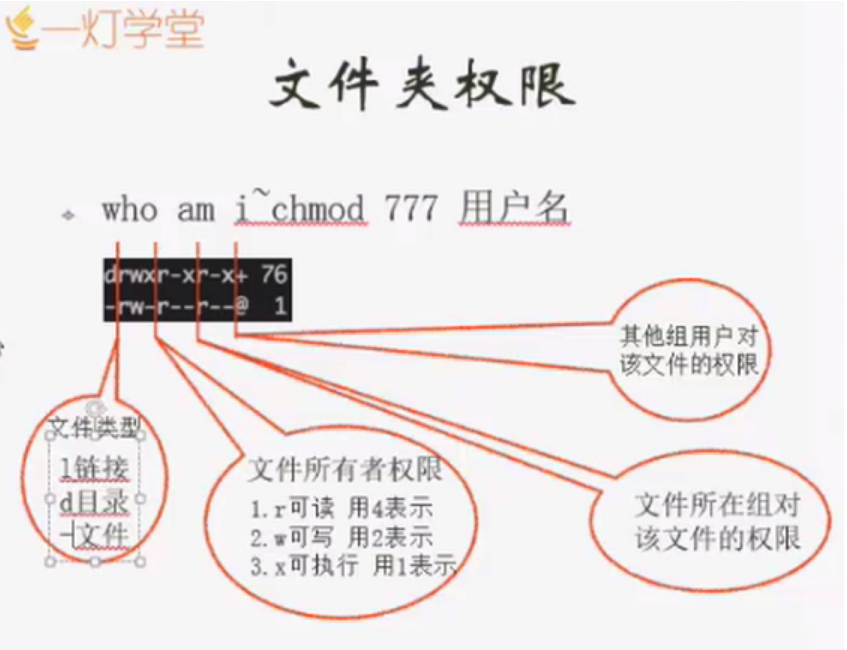 一灯学堂
文件夹权限
who am i~chmod 777 用户名
drwxr-xr-x+ 76
-rw-r--r--@ 1
其他组用户对
该文件的权限
文件类型
l链接
d目录
-文件
文件所有者权限
1.r可读 用4表示
2.w可写 用2表示
3.x可执行 用1表示
文件所在组对
该文件的权限